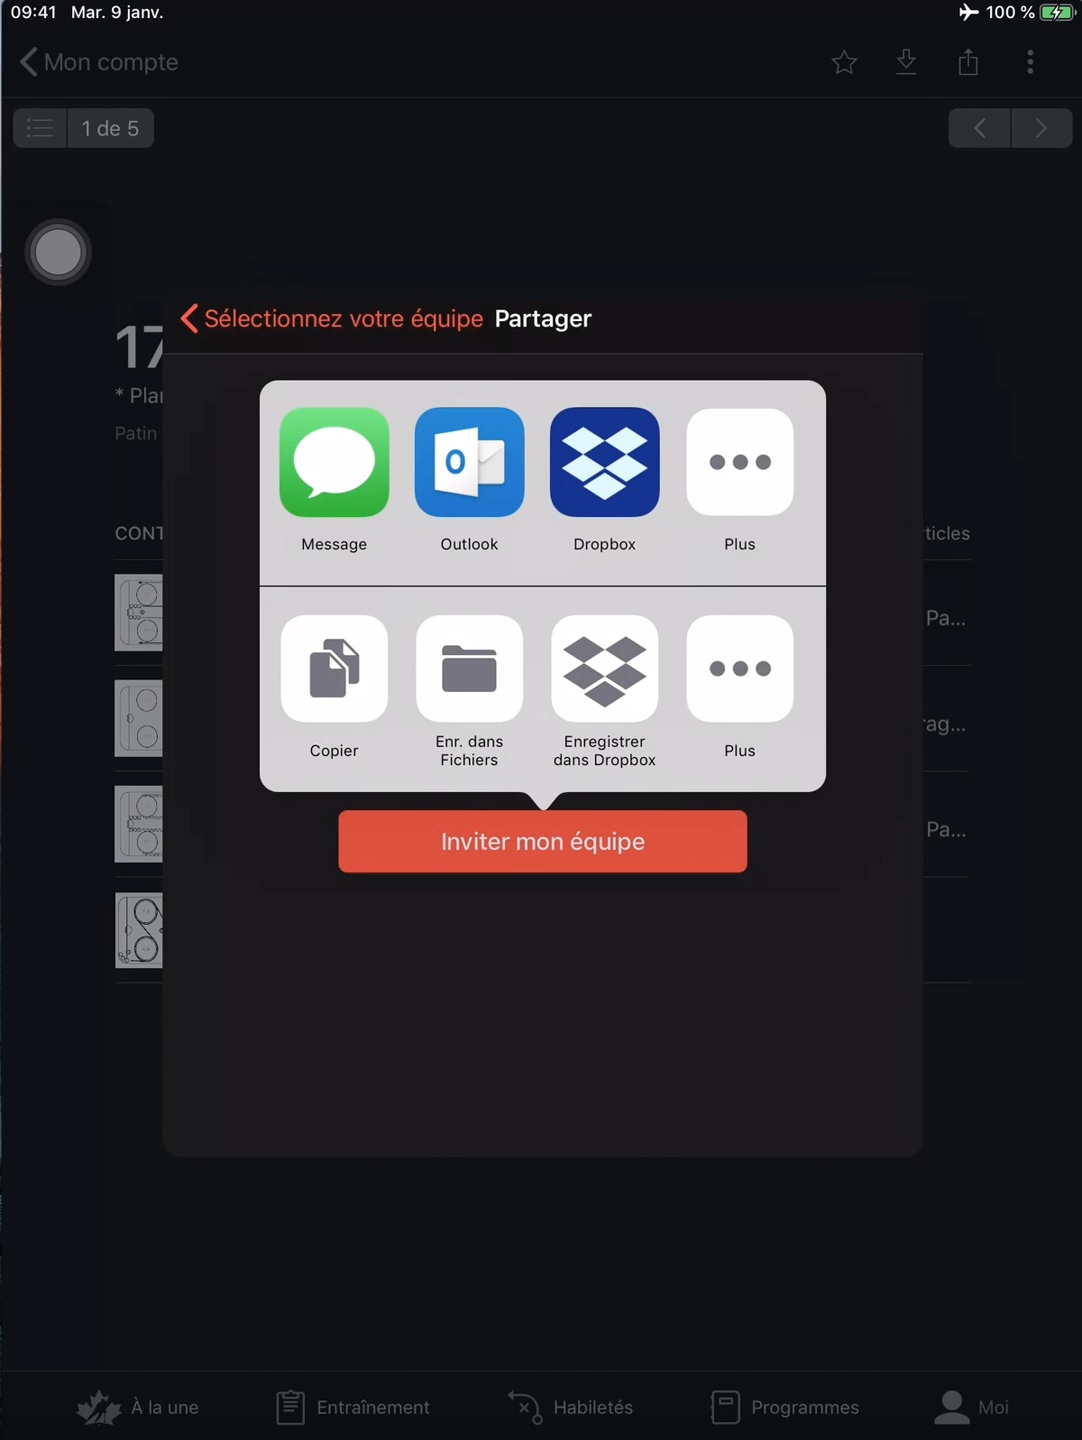 09:41 Mar. 9 janv. 100 %
Mon compte
1 de 5
Sélectionnez votre équipe Partager
17
* Plan
Patin
Message Outlook Dropbox Plus
CONT
ticles
Pa...
Copier Enr. dans Fichiers Enregistrer dans Dropbox Plus
ag...
Pa...
Inviter mon équipe
À la une Entraînement Habiletés Programmes Moi